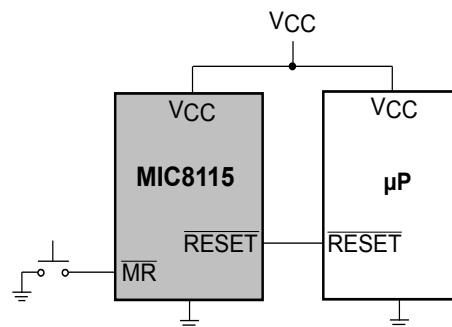 VCC
VCC VCC
MIC8115 µP
RESET RESET
MR